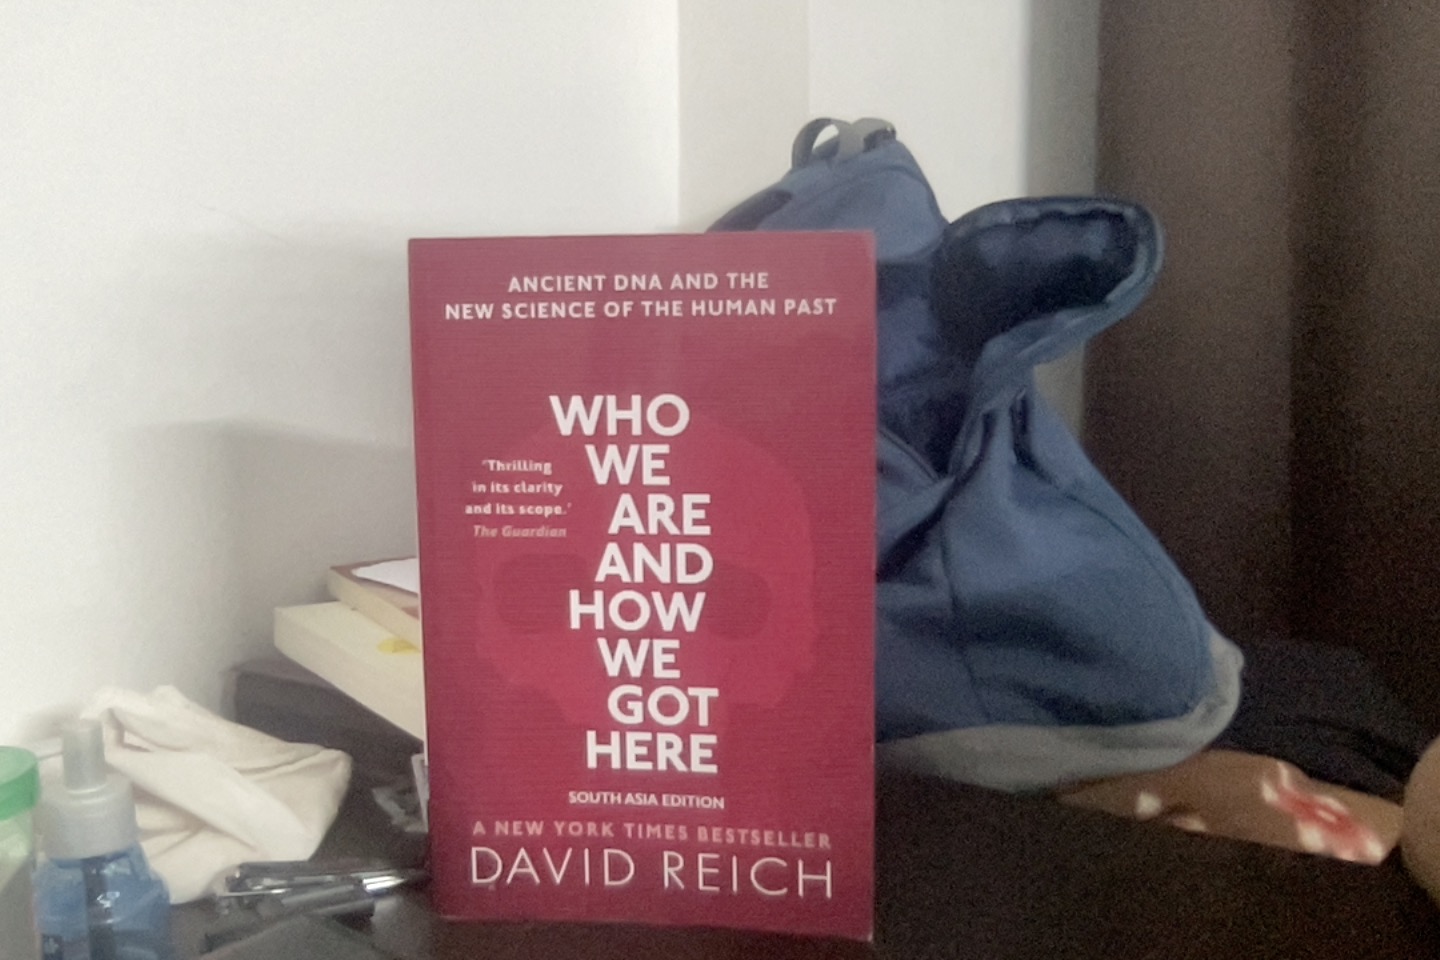 ANCIENT DNA AND THE
NEW SCIENCE OF THE HUMAN PAST
WHO
WE
ARE
AND
HOW
WE
GOT
HERE
"Thrilling
in its clarity
and its scope."
The Guardian
SOUTH ASIA EDITION
A NEW YORK TIMES BESTSELLER
DAVID REICH